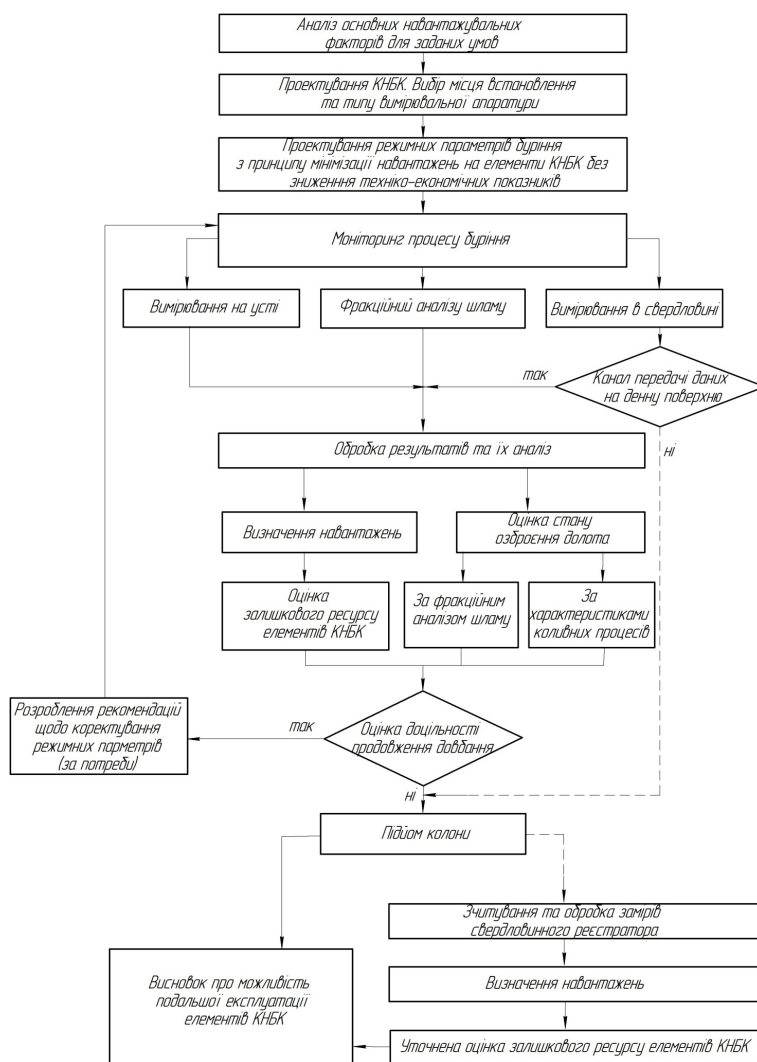 Аналіз основних навантажувальних
факторів для заданих умов
Проектування КНБК. Вибір місця встановлення
та типу вимірювальної апаратури
Проектування режимних параметрів буріння
з принципу мінімізації навантажень на елементи КНБК без
зниження техніко-економічних показників
Моніторинг процесу буріння
Вимірювання на усті
Фракційний аналізу шламу
Вимірювання в свердловині
так
Канал передачі даних
на денну поверхню
ні
Обробка результатів та їх аналіз
Визначення навантажень
Оцінка стану
озброєння долота
Оцінка
залишкового ресурсу
елементів КНБК
За фракційним
аналізом шламу
За
характеристиками
коливних процесів
Розроблення рекомендацій
щодо коректування
режимних парметрів
(за потреби)
так
Оцінка доцільності
продовження довбання
ні
Підйом колони
Зчитування та обробка замірів
свердловинного реєстратора
Висновок про можливість
подальшої експлуатації
елементів КНБК
Визначення навантажень
Уточнена оцінка залишкового ресурсу елементів КНБК